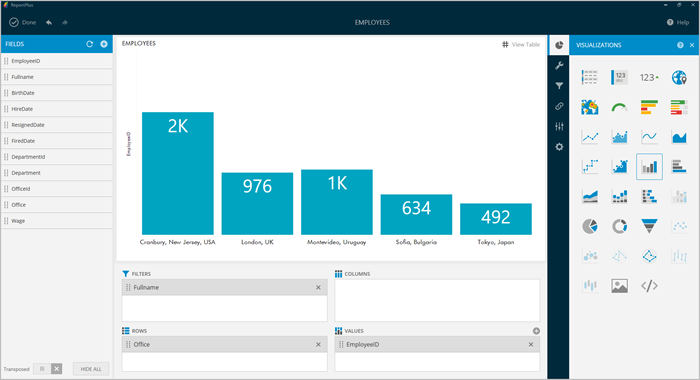 ReportPlus
Done
EMPLOYEES
Help
FIELDS
EmployeeID
Fullname
BirthDate
HireDate
ResignedDate
FiredDate
DepartmentId
Department
OfficeId
Office
Wage
Transposed
HIDE ALL
EMPLOYEES
View Table
EmployeeID
2K
976
1K
634
492
Cranbury, New Jersey, USA
London, UK
Montevideo, Uruguay
Sofia, Bulgaria
Tokyo, Japan
FILTERS
Fullname
COLUMNS
ROWS
Office
VALUES
EmployeeID
VISUALIZATIONS
123
123